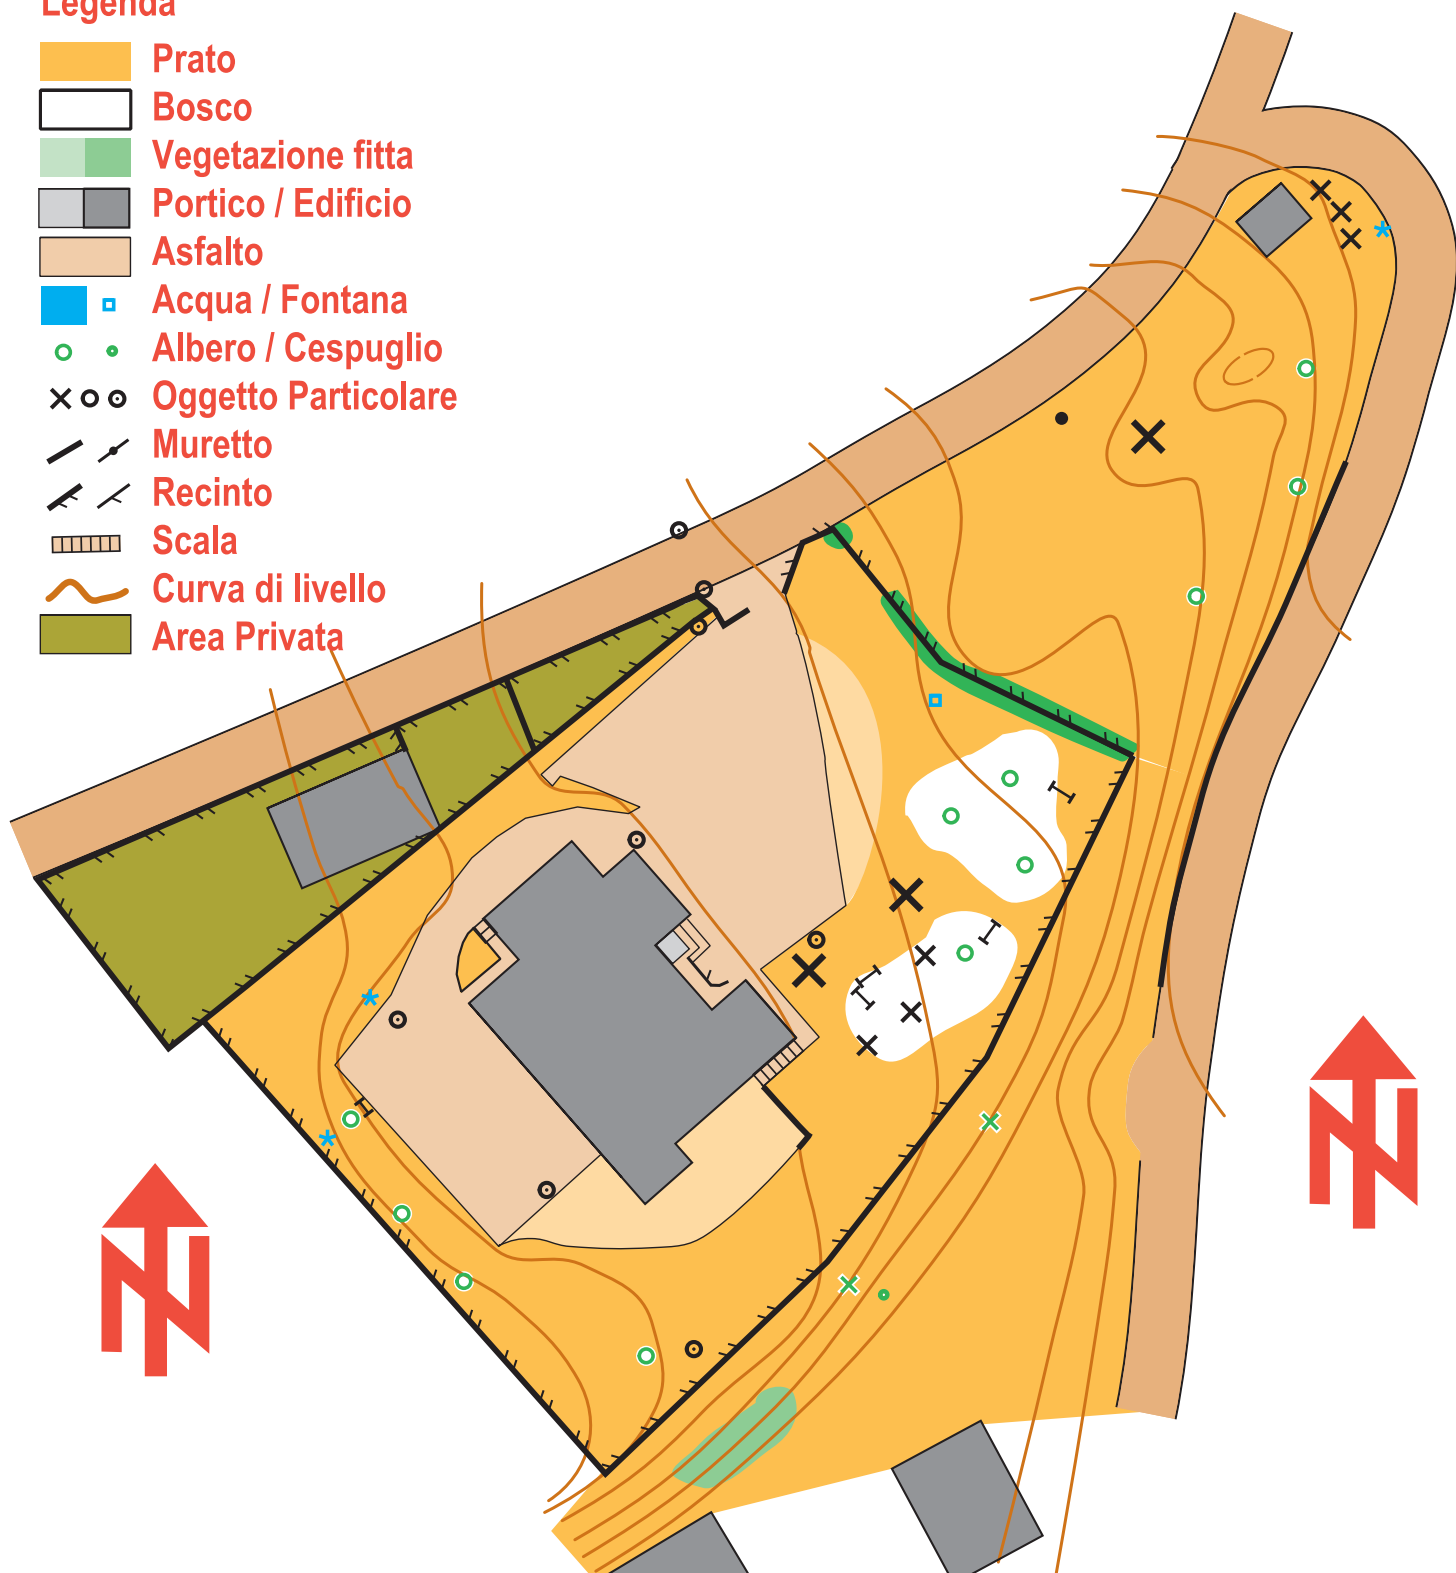 Legenda
Prato
Bosco
Vegetazione fitta
Portico / Edificio
Asfalto
Acqua / Fontana
Albero / Cespuglio
Oggetto Particolare
Muretto
Recinto
Scala
Curva di livello
Area Privata
N
N